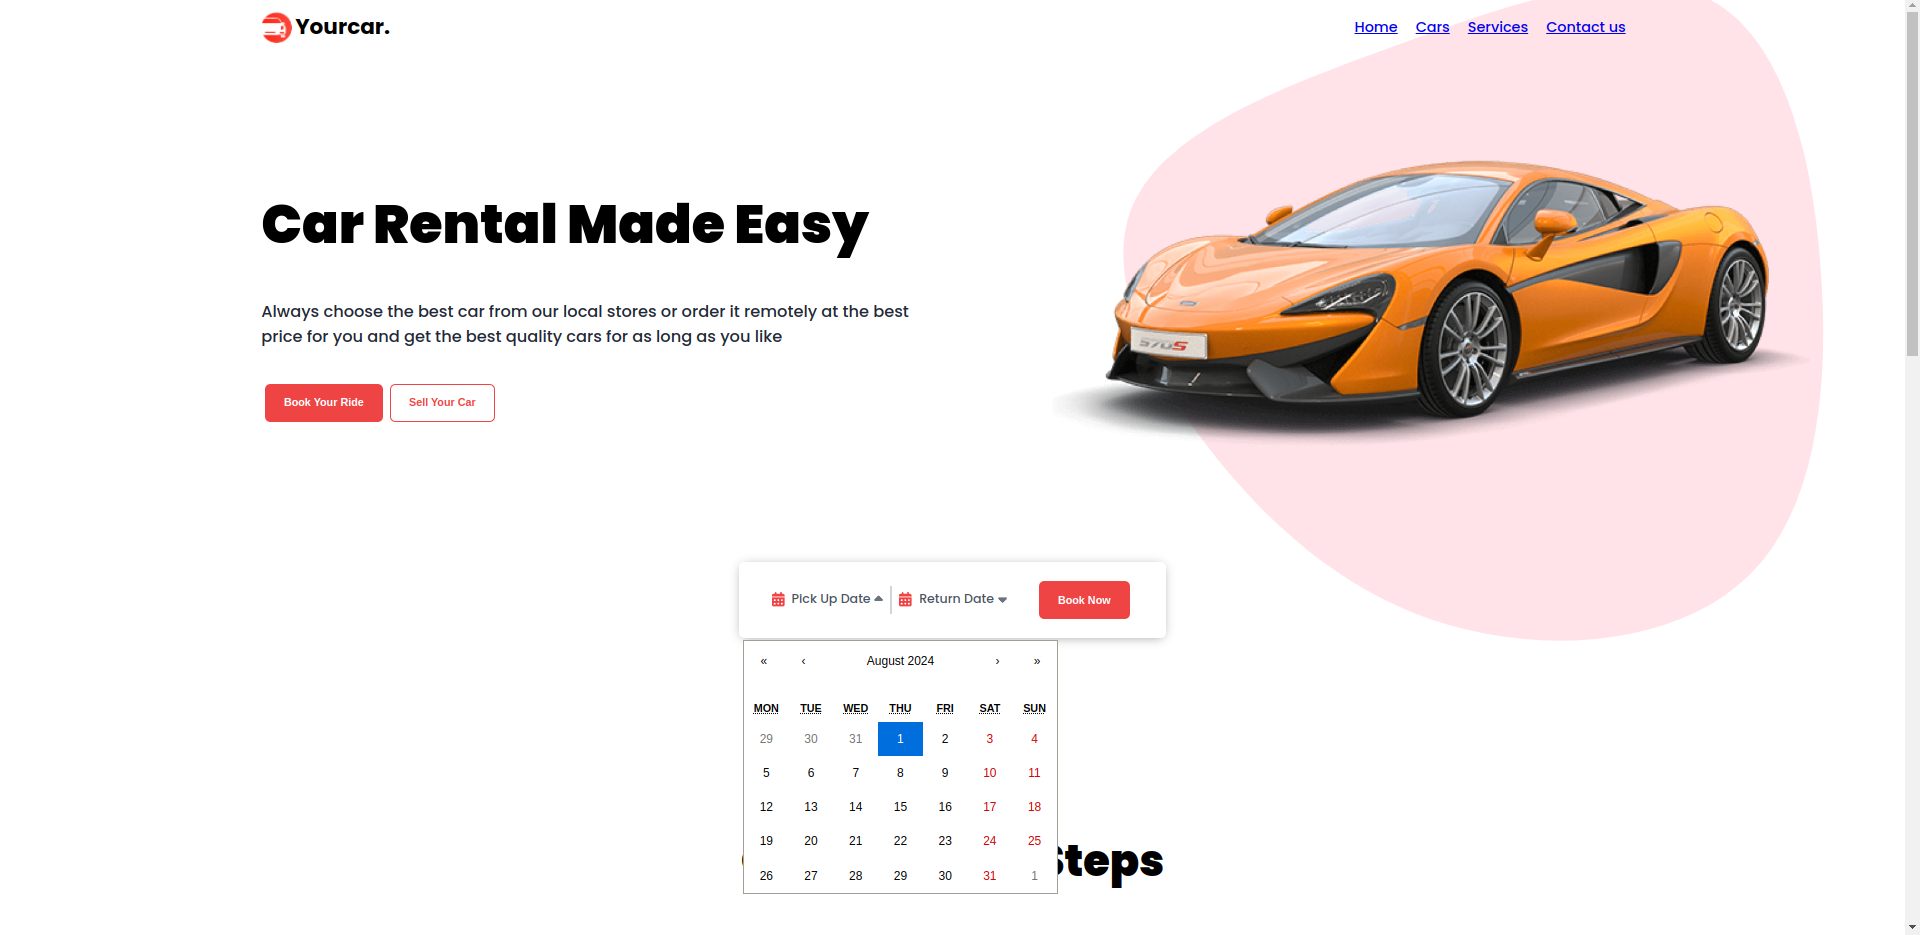 Yourcar.
Home Cars Services Contact us
Car Rental Made Easy
Always choose the best car from our local stores or order it remotely at the best
price for you and get the best quality cars for as long as you like
Book Your Ride Sell Your Car
570S
Pick Up Date Return Date Book Now
« ‹ August 2024 › »
MON TUE WED THU FRI SAT SUN
29 30 31 1 2 3 4
5 6 7 8 9 10 11
12 13 14 15 16 17 18
19 20 21 22 23 24 25
Steps
26 27 28 29 30 31 1